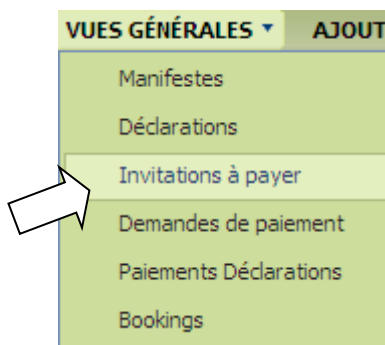 VUES GÉNÉRALES AJOUT
Manifestes
Déclarations
Invitations à payer
Demandes de paiement
Paiements Déclarations
Bookings